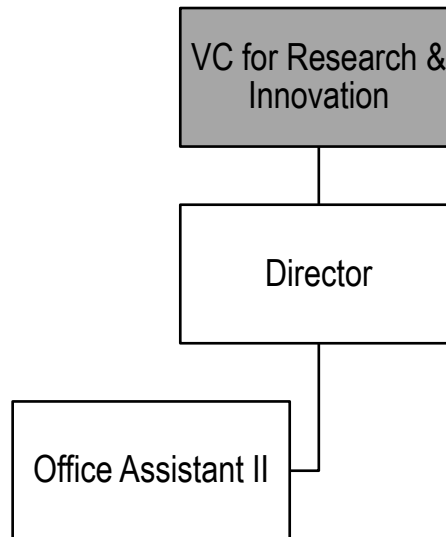 VC for Research &
Innovation
Director
Office Assistant II